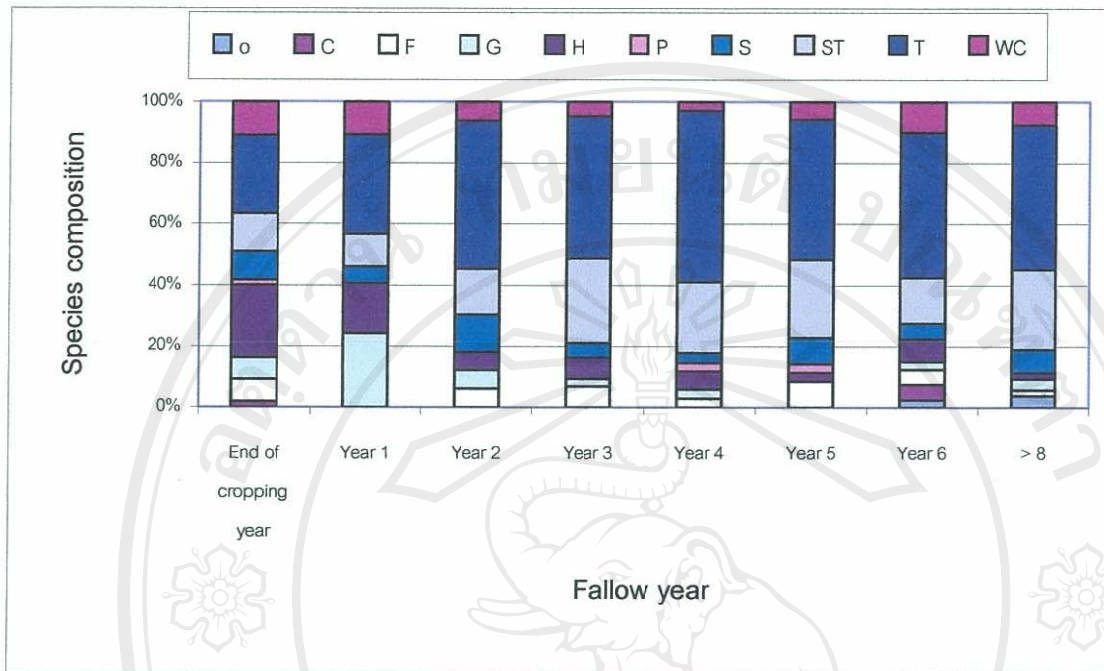 o C F G H P S ST T WC
100%
80%
60%
40%
20%
0%
Species composition
End of cropping year
Year 1
Year 2
Year 3
Year 4
Year 5
Year 6
> 8
Fallow year